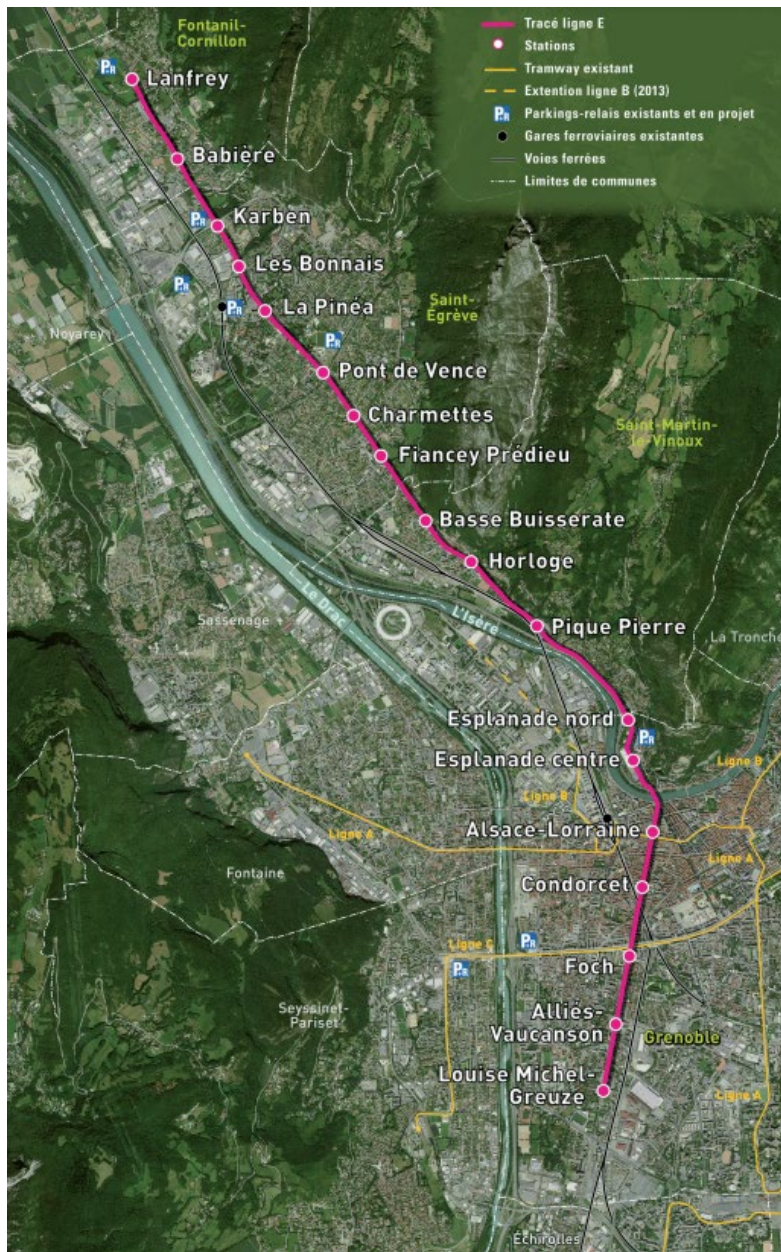 Fontanil-
Cornillon
Tracé ligne E
Stations
Tramway existant
Extention ligne B (2013)
P+R Parkings-relais existants et en projet
Gares ferroviaires existantes
Voies ferrées
Limites de communes
P+R
Lanfrey
Babière
P+R
Karben
Les Bonnais
P+R
P+R
La Pinéa
Saint-
Egrève
Noyarey
P+R
Pont de Vence
Charmettes
Saint-Martin-
le-Vinoux
Fiancey Prédieu
Basse Buisserate
Horloge
Le Drac
L'Isère
Sassenage
Pique Pierre
La Tronche
Esplanade nord
P+R
Esplanade centre
Ligne B
Ligne B
Ligne A
Alsace-Lorraine
Ligne A
Fontaine
Condorcet
P+R
Ligne C
P+R
Foch
Seyssinet-
Pariset
Alliés-
Vaucanson
Grenoble
Louise Michel-
Greuze
Ligne A
Échirolles